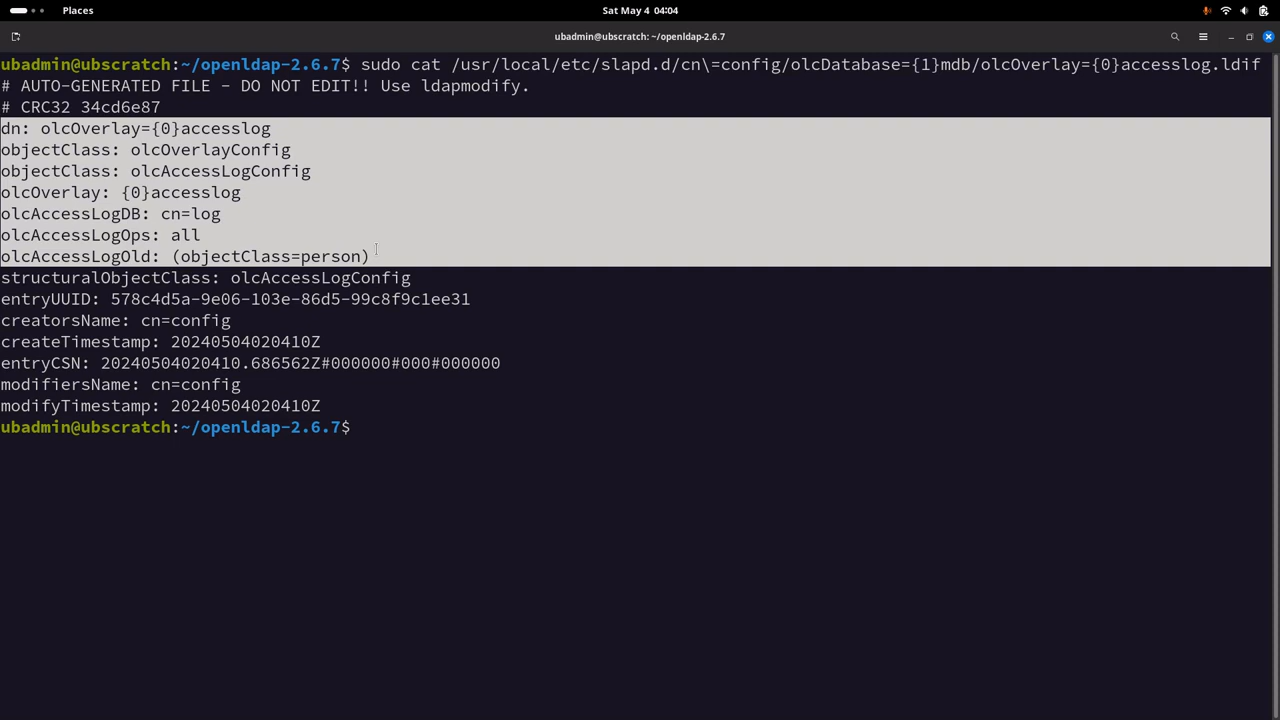 Places
Sat May 4 04:04
ubadmin@ubscratch: ~/openldap-2.6.7
ubadmin@ubscratch:~/openldap-2.6.7$ sudo cat /usr/local/etc/slapd.d/cn\=config/olcDatabase={1}mdb/olcOverlay={0}accesslog.ldif
# AUTO-GENERATED FILE - DO NOT EDIT!! Use ldapmodify.
# CRC32 34cd6e87
dn: olcOverlay={0}accesslog
objectClass: olcOverlayConfig
objectClass: olcAccessLogConfig
olcOverlay: {0}accesslog
olcAccessLogDB: cn=log
olcAccessLogOps: all
olcAccessLogOld: (objectClass=person)
structuralObjectClass: olcAccessLogConfig
entryUUID: 578c4d5a-9e06-103e-86d5-99c8f9c1ee31
creatorsName: cn=config
createTimestamp: 20240504020410Z
entryCSN: 20240504020410.686562Z#000000#000#000000
modifiersName: cn=config
modifyTimestamp: 20240504020410Z
ubadmin@ubscratch:~/openldap-2.6.7$